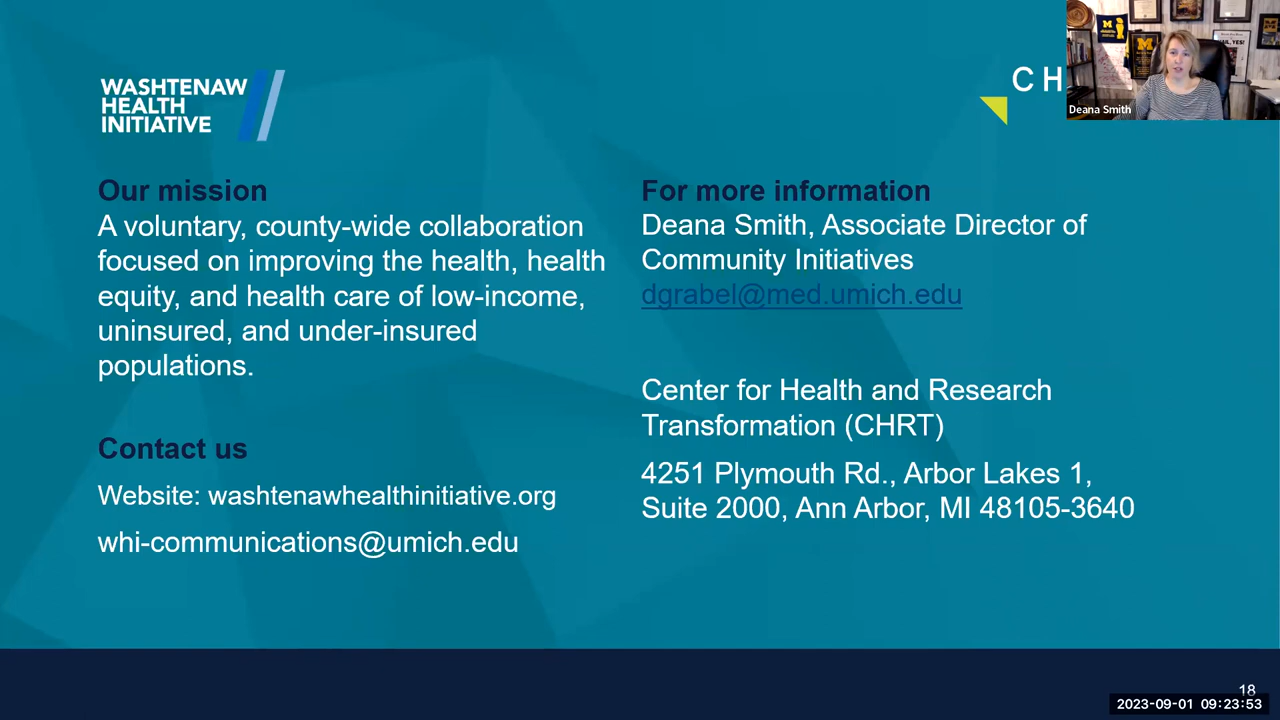 WASHTENAW
HEALTH
INITIATIVE
CH
Deana Smith
Our mission
A voluntary, county-wide collaboration
focused on improving the health, health
equity, and health care of low-income,
uninsured, and under-insured
populations.
Contact us
Website: washtenawhealthinitiative.org
whi-communications@umich.edu
For more information
Deana Smith, Associate Director of
Community Initiatives
dgrabel@med.umich.edu
Center for Health and Research
Transformation (CHRT)
4251 Plymouth Rd., Arbor Lakes 1,
Suite 2000, Ann Arbor, MI 48105-3640
18
2023-09-01 09:23:53